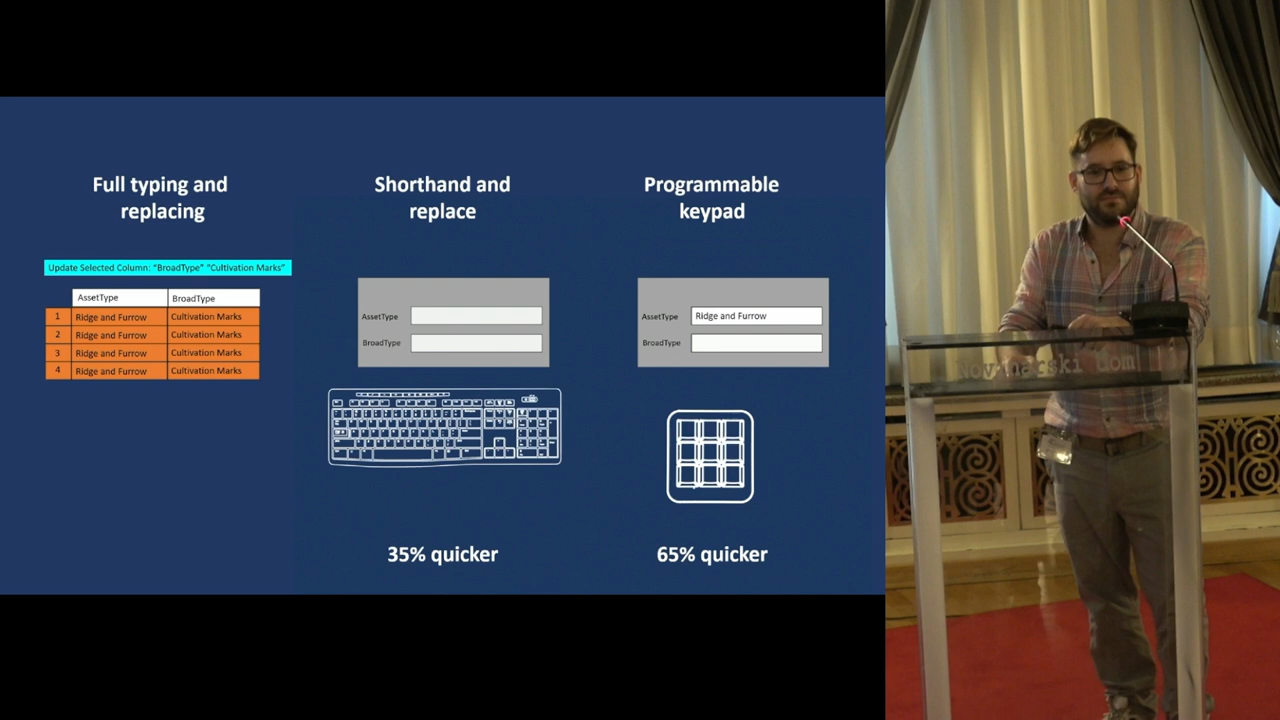 Full typing and
replacing
Update Selected Column: "BroadType" "Cultivation Marks"
AssetType BroadType
1 Ridge and Furrow Cultivation Marks
2 Ridge and Furrow Cultivation Marks
3 Ridge and Furrow Cultivation Marks
4 Ridge and Furrow Cultivation Marks
Shorthand and
replace
AssetType
BroadType
35% quicker
Programmable
keypad
AssetType Ridge and Furrow
BroadType
65% quicker
Novinarski dom